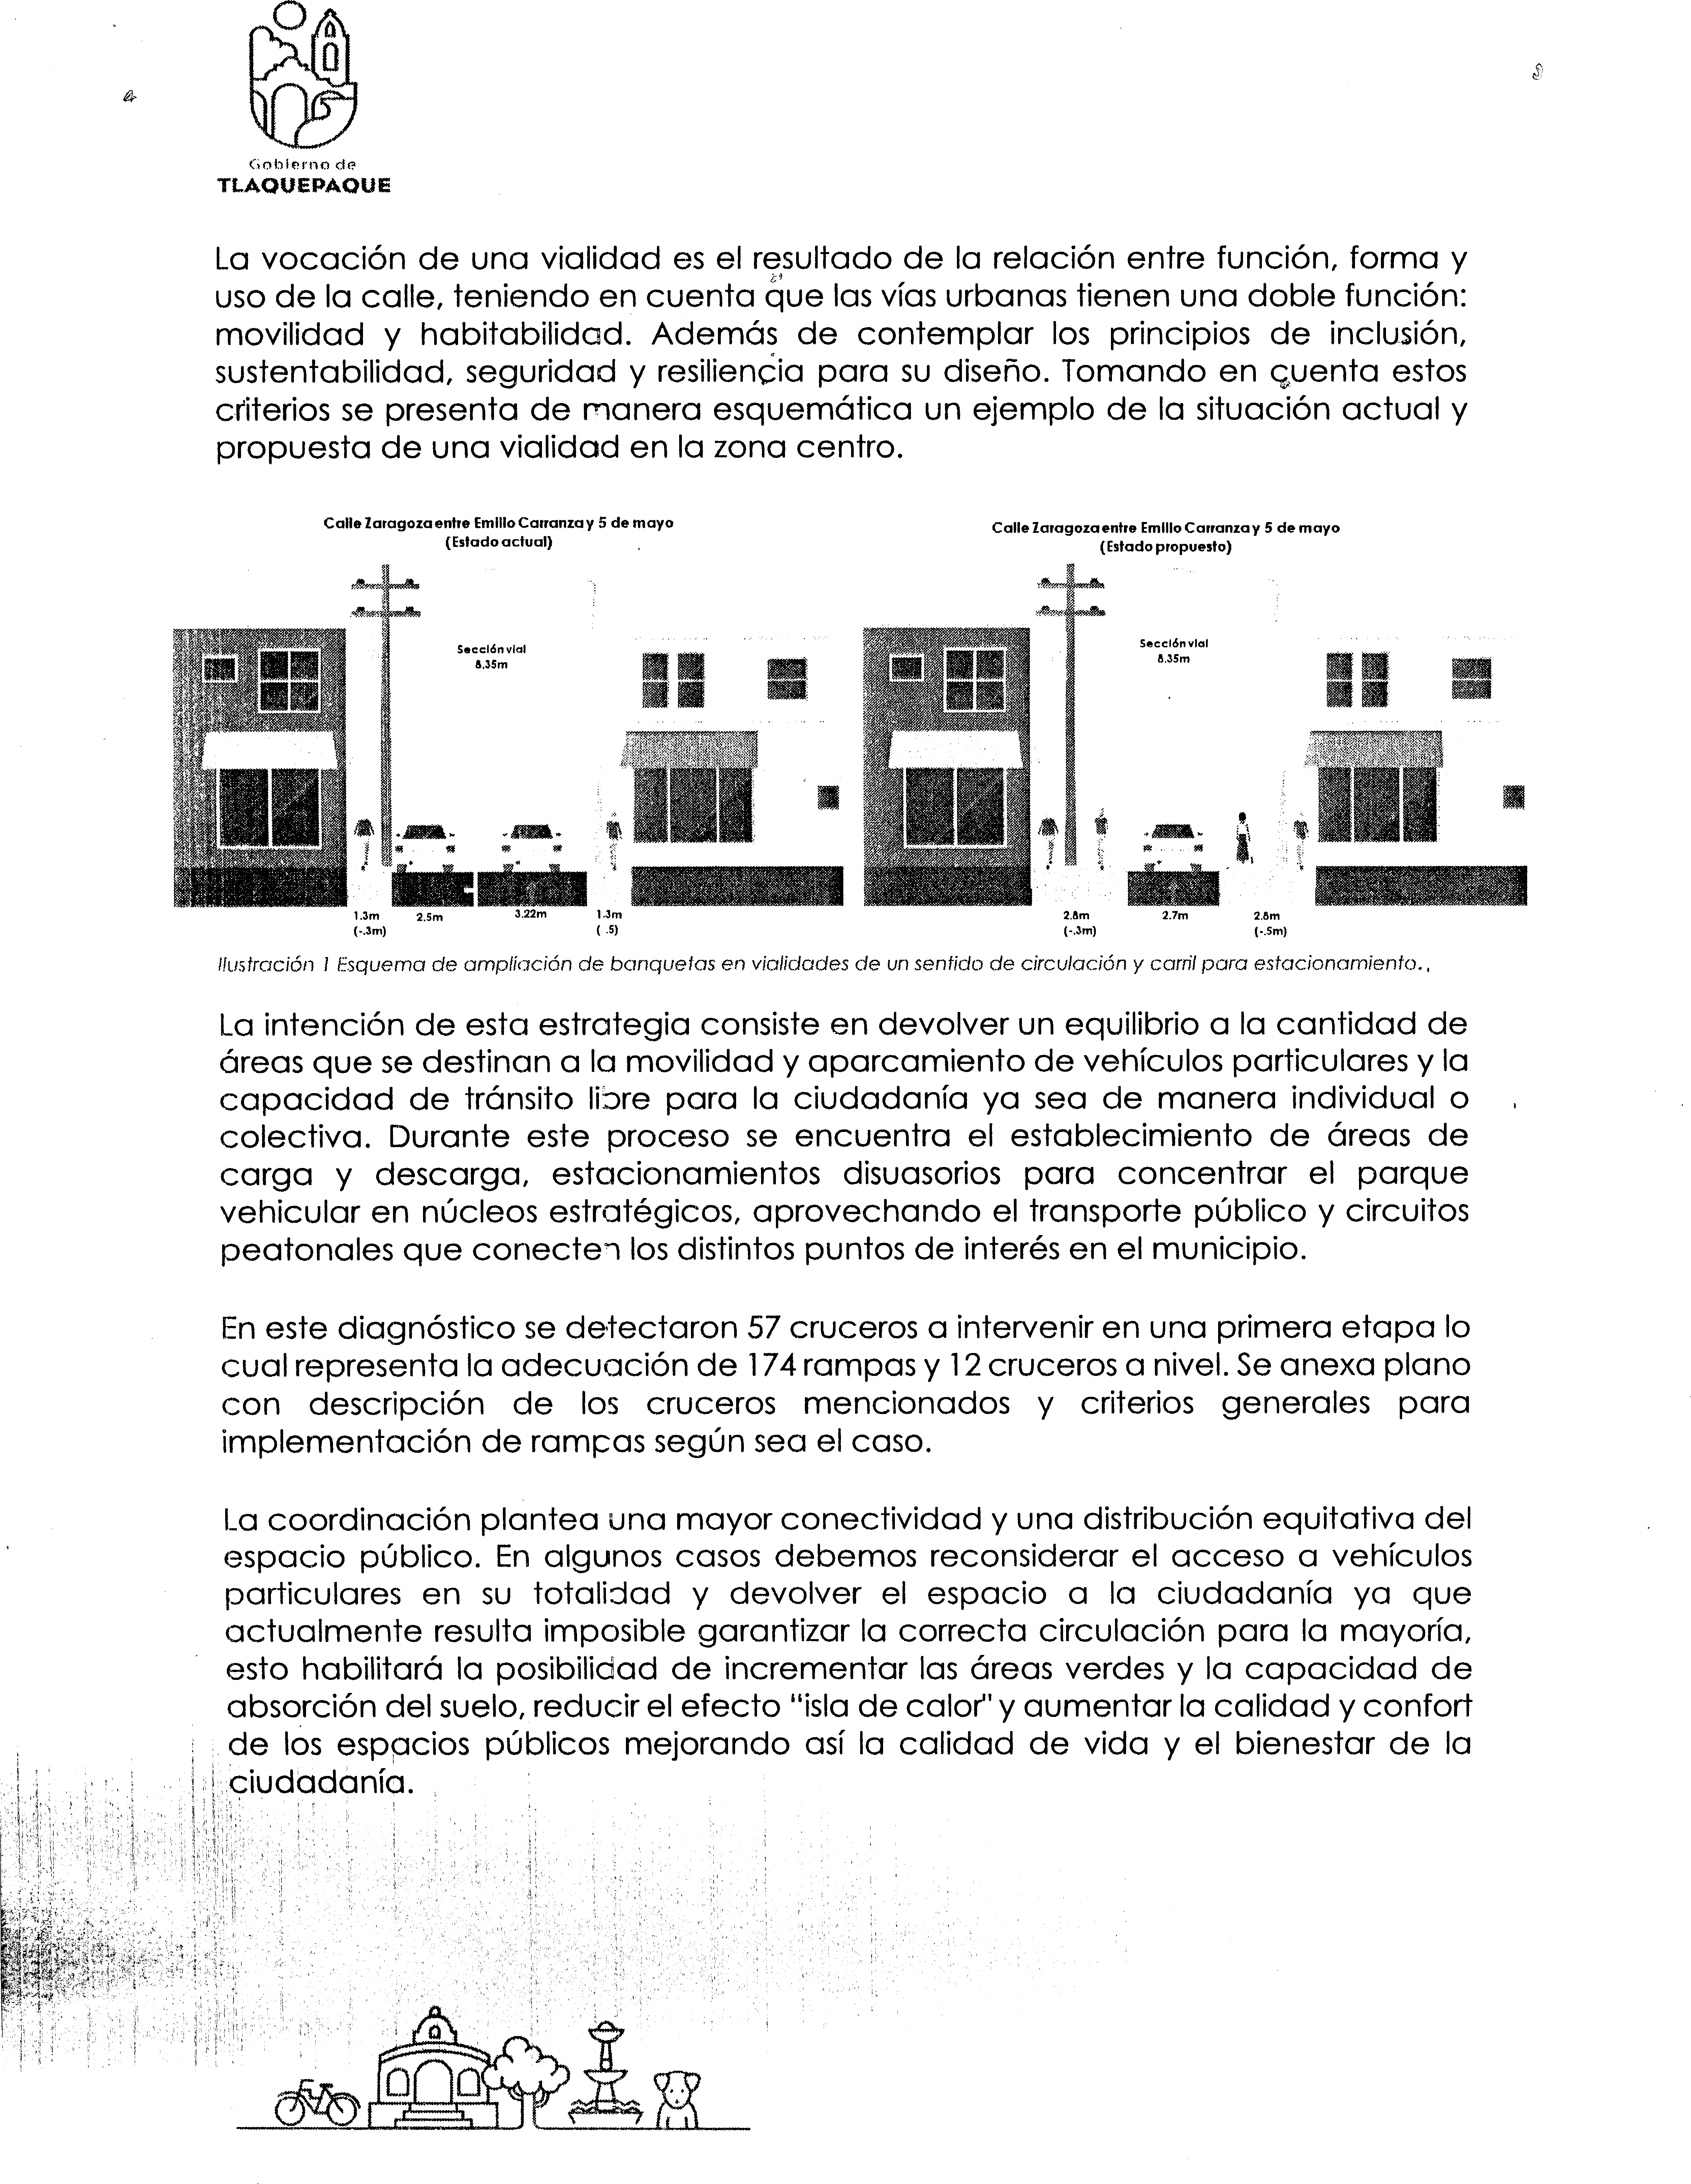 Gobierno de
TLAQUEPAQUE
La vocación de una vialidad es el resultado de la relación entre función, forma y
uso de la calle, teniendo en cuenta que las vías urbanas tienen una doble función:
movilidad y habitabilidad. Además de contemplar los principios de inclusión,
sustentabilidad, seguridad y resiliencia para su diseño. Tomando en cuenta estos
criterios se presenta de manera esquemática un ejemplo de la situación actual y
propuesta de una vialidad en la zona centro.
Calle Zaragoza entre Emilio Carranza y 5 de mayo
(Estado actual)
Sección vial
8.35m
1.3m
(-.3m)
2.5m
3.22m
1.3m
( .5)
Calle Zaragoza entre Emilio Carranza y 5 de mayo
(Estado propuesto)
Sección vial
8.35m
2.8m
(-.3m)
2.7m
2.8m
(-.5m)
Ilustración 1 Esquema de ampliación de banquetas en vialidades de un sentido de circulación y carril para estacionamiento.
La intención de esta estrategia consiste en devolver un equilibrio a la cantidad de
áreas que se destinan a la movilidad y aparcamiento de vehículos particulares y la
capacidad de tránsito libre para la ciudadanía ya sea de manera individual o
colectiva. Durante este proceso se encuentra el establecimiento de áreas de
carga y descarga, estacionamientos disuasorios para concentrar el parque
vehicular en núcleos estratégicos, aprovechando el transporte público y circuitos
peatonales que conecten los distintos puntos de interés en el municipio.
En este diagnóstico se detectaron 57 cruceros a intervenir en una primera etapa lo
cual representa la adecuación de 174 rampas y 12 cruceros a nivel. Se anexa plano
con descripción de los cruceros mencionados y criterios generales para
implementación de rampas según sea el caso.
La coordinación plantea una mayor conectividad y una distribución equitativa del
espacio público. En algunos casos debemos reconsiderar el acceso a vehículos
particulares en su totalidad y devolver el espacio a la ciudadanía ya que
actualmente resulta imposible garantizar la correcta circulación para la mayoría,
esto habilitará la posibilidad de incrementar las áreas verdes y la capacidad de
absorción del suelo, reducir el efecto "isla de calor" y aumentar la calidad y confort
de los espacios públicos mejorando así la calidad de vida y el bienestar de la
ciudadanía.